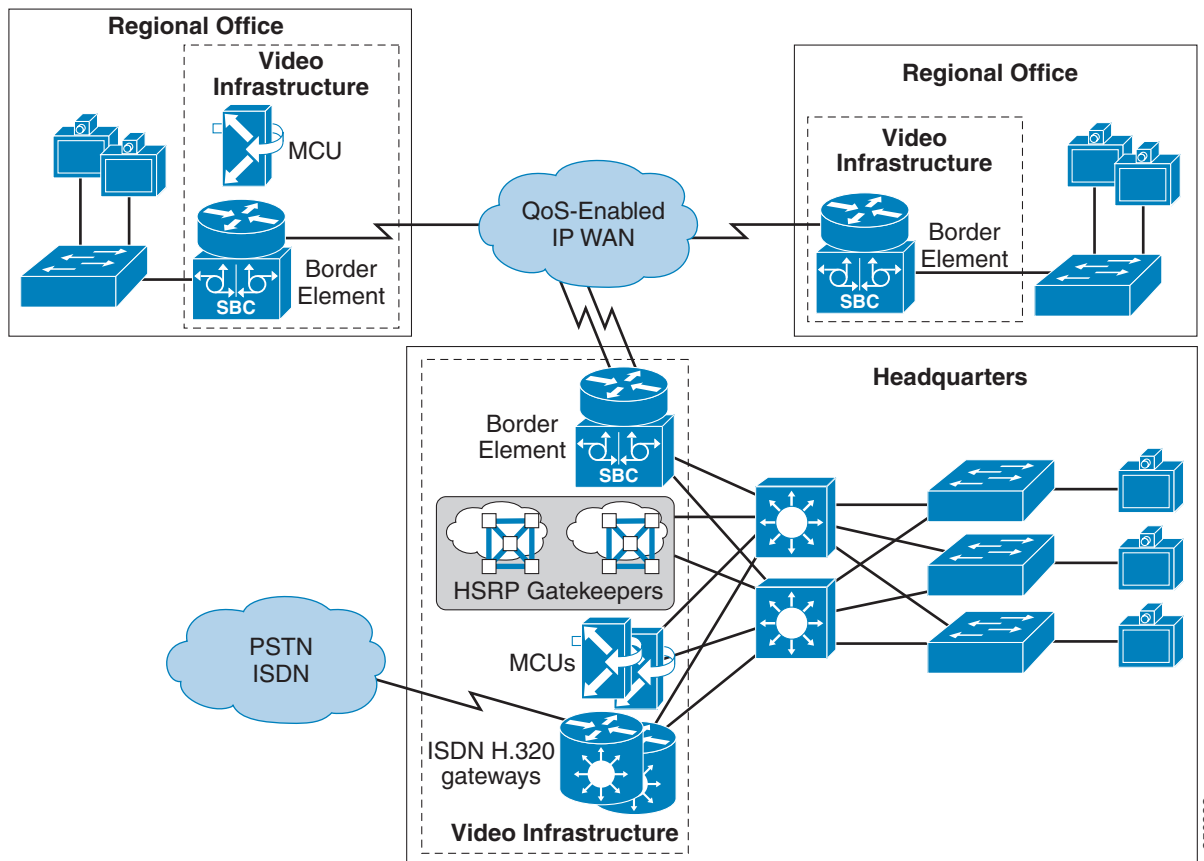 Regional Office
Video
Infrastructure
MCU
Border
Element
SBC
QoS-Enabled
IP WAN
Regional Office
Video
Infrastructure
Border
Element
SBC
Headquarters
Border
Element
SBC
HSRP Gatekeepers
MCUs
PSTN
ISDN
ISDN H.320
gateways
Video Infrastructure